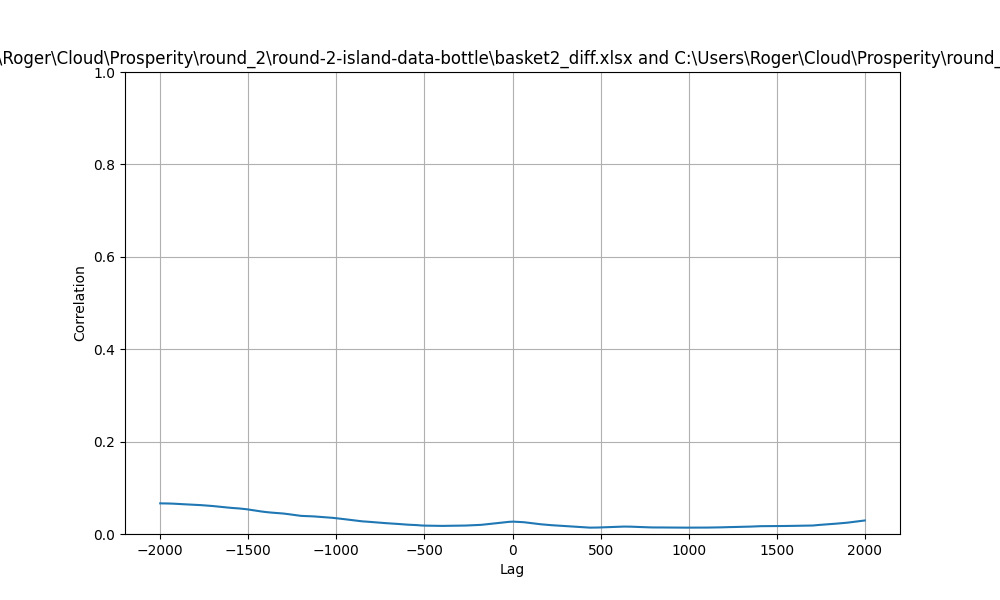 \Roger\Cloud\Prosperity\round_2\round-2-island-data-bottle\basket2_diff.xlsx and C:\Users\Roger\Cloud\Prosperity\round_
1.0
0.8
0.6
0.4
0.2
0.0
Correlation
−2000 −1500 −1000 −500 0 500 1000 1500 2000
Lag